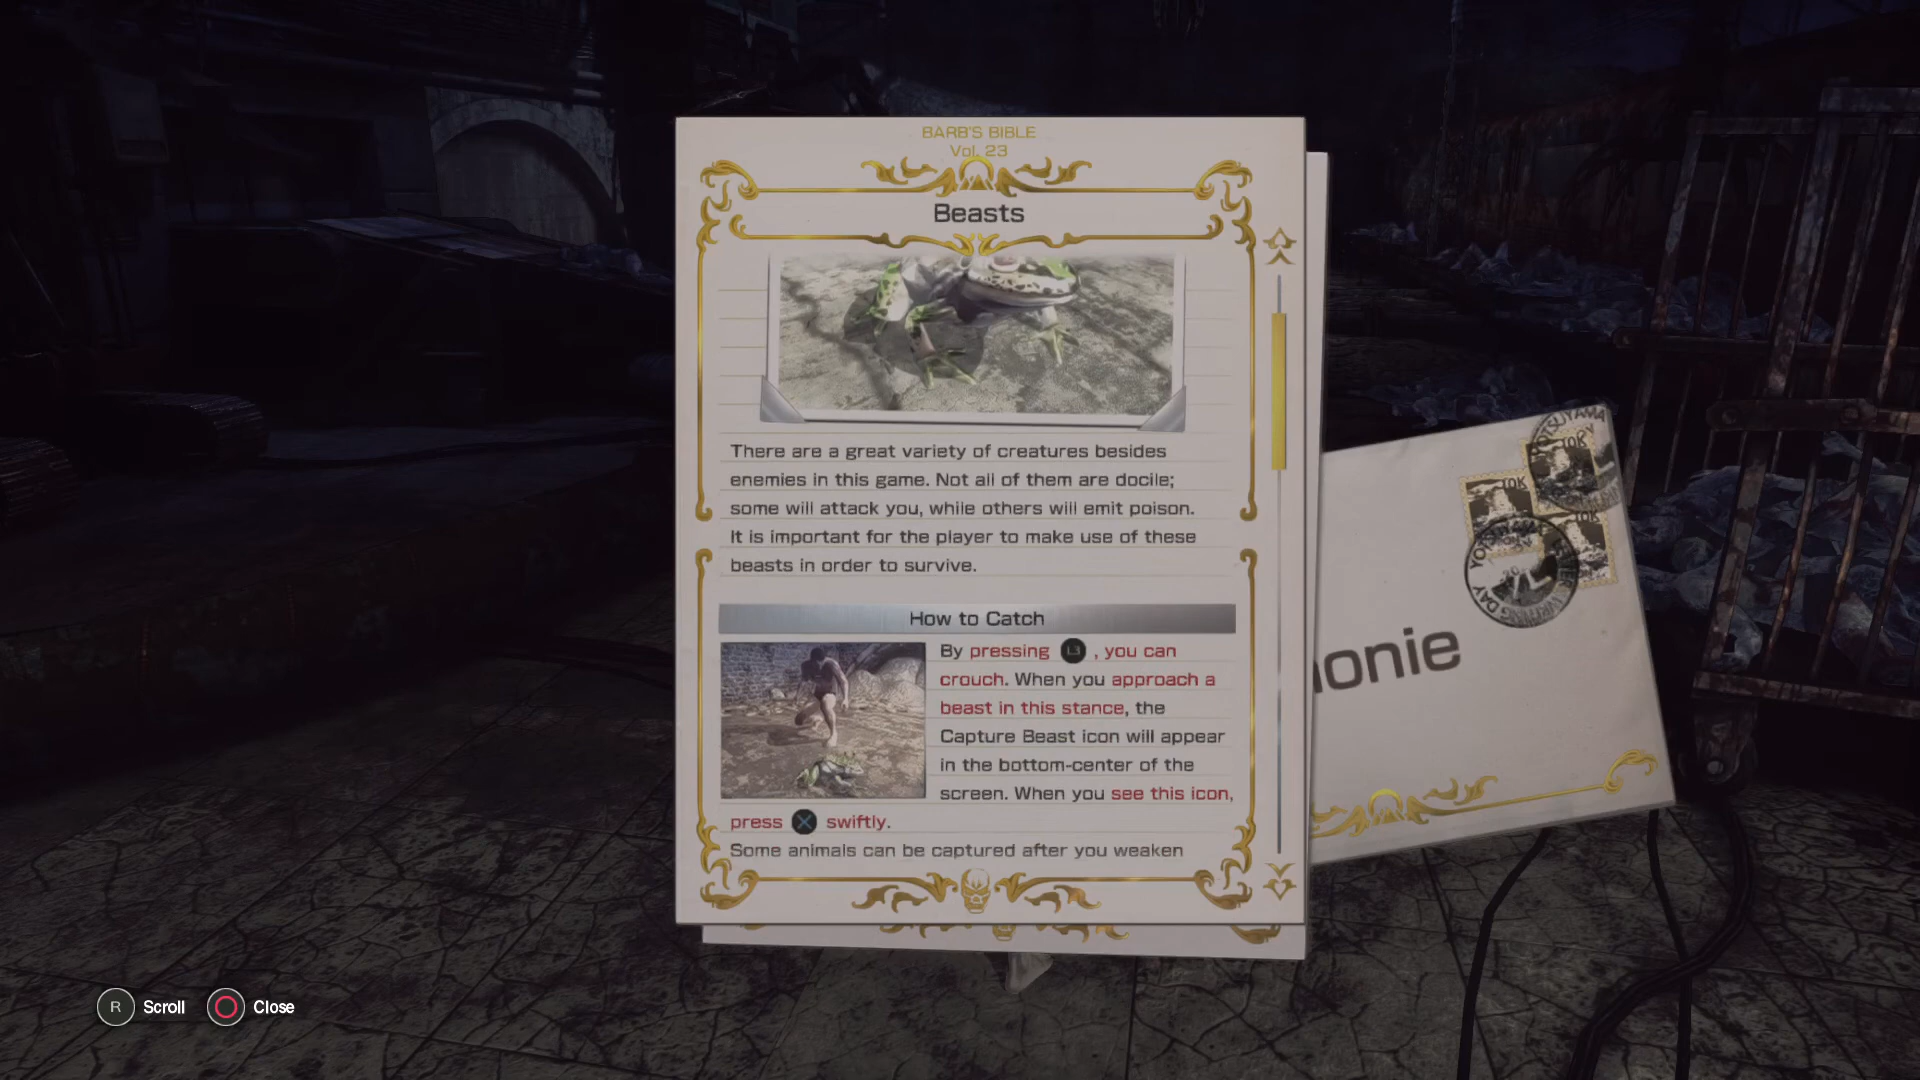 BARB'S BIBLE
Vol. 23
Beasts
There are a great variety of creatures besides
enemies in this game. Not all of them are docile;
some will attack you, while others will emit poison.
It is important for the player to make use of these
beasts in order to survive.
How to Catch
By pressing L3 , you can
crouch. When you approach a
beast in this stance, the
Capture Beast icon will appear
in the bottom-center of the
screen. When you see this icon,
press X swiftly.
Some animals can be captured after you weaken
10K
10K
10K
onie
R Scroll
Close